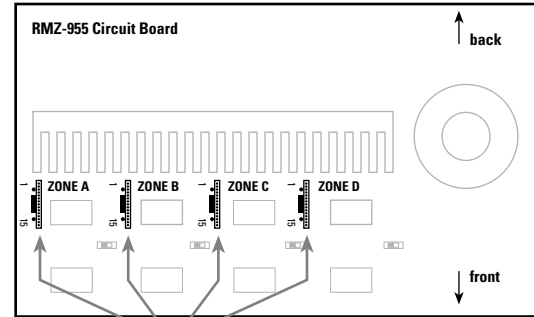 RMZ-955 Circuit Board
back
1 ZONE A 1 ZONE B 1 ZONE C 1 ZONE D
15 15 15 15
front